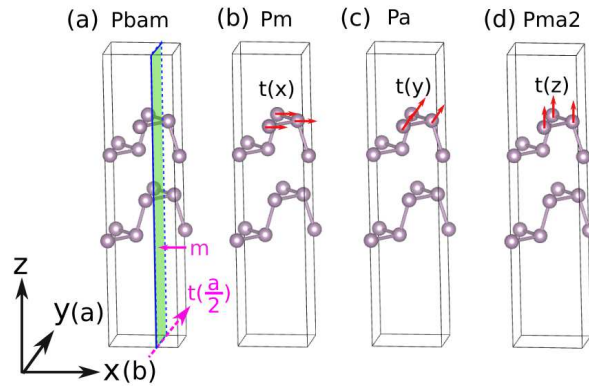 (a) Pbam
(b) Pm
(c) Pa
(d) Pma2
t(x)
t(y)
t(z)
m
t(a/2)
z
y(a)
x(b)